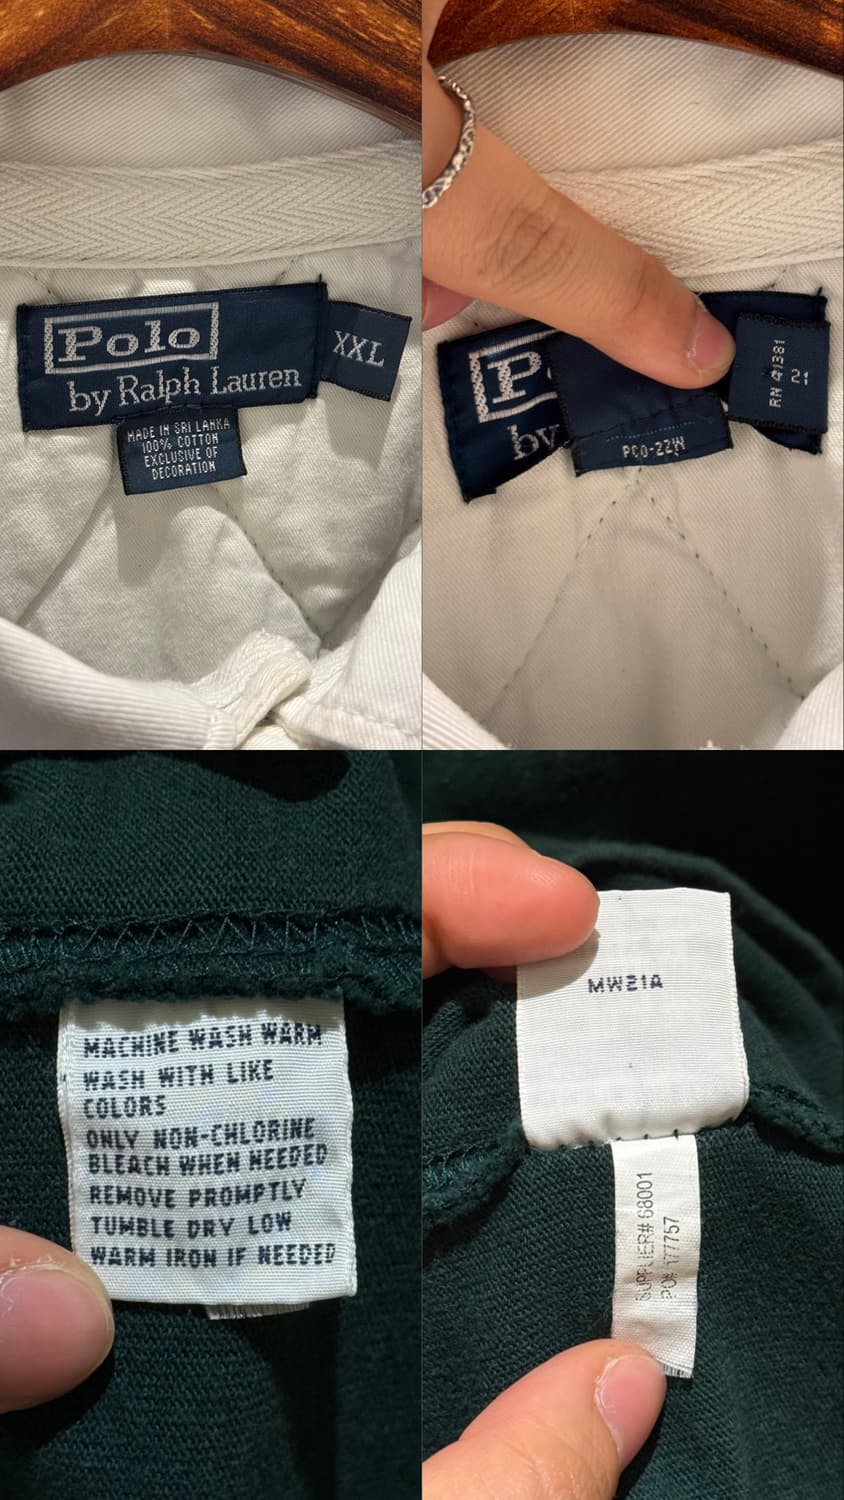 Polo
by Ralph Lauren
XXL
MADE IN SRI LANKA
100% COTTON
EXCLUSIVE OF
DECORATION
P
by
PC0-22W
RN 41381
21
MACHINE WASH WARM
WASH WITH LIKE
COLORS
ONLY NON-CHLORINE
BLEACH WHEN NEEDED
REMOVE PROMPTLY
TUMBLE DRY LOW
WARM IRON IF NEEDED
MW21A
SUPPLIER# 68001
PO# 177757